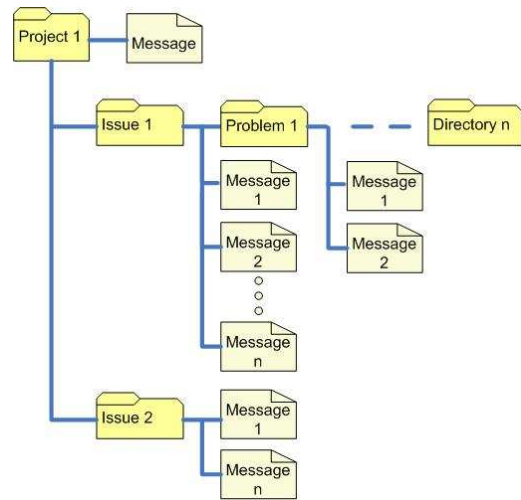 Project 1
Message
Issue 1
Problem 1
Directory n
Message
1
Message
1
Message
2
Message
2
Message
n
Issue 2
Message
1
Message
n